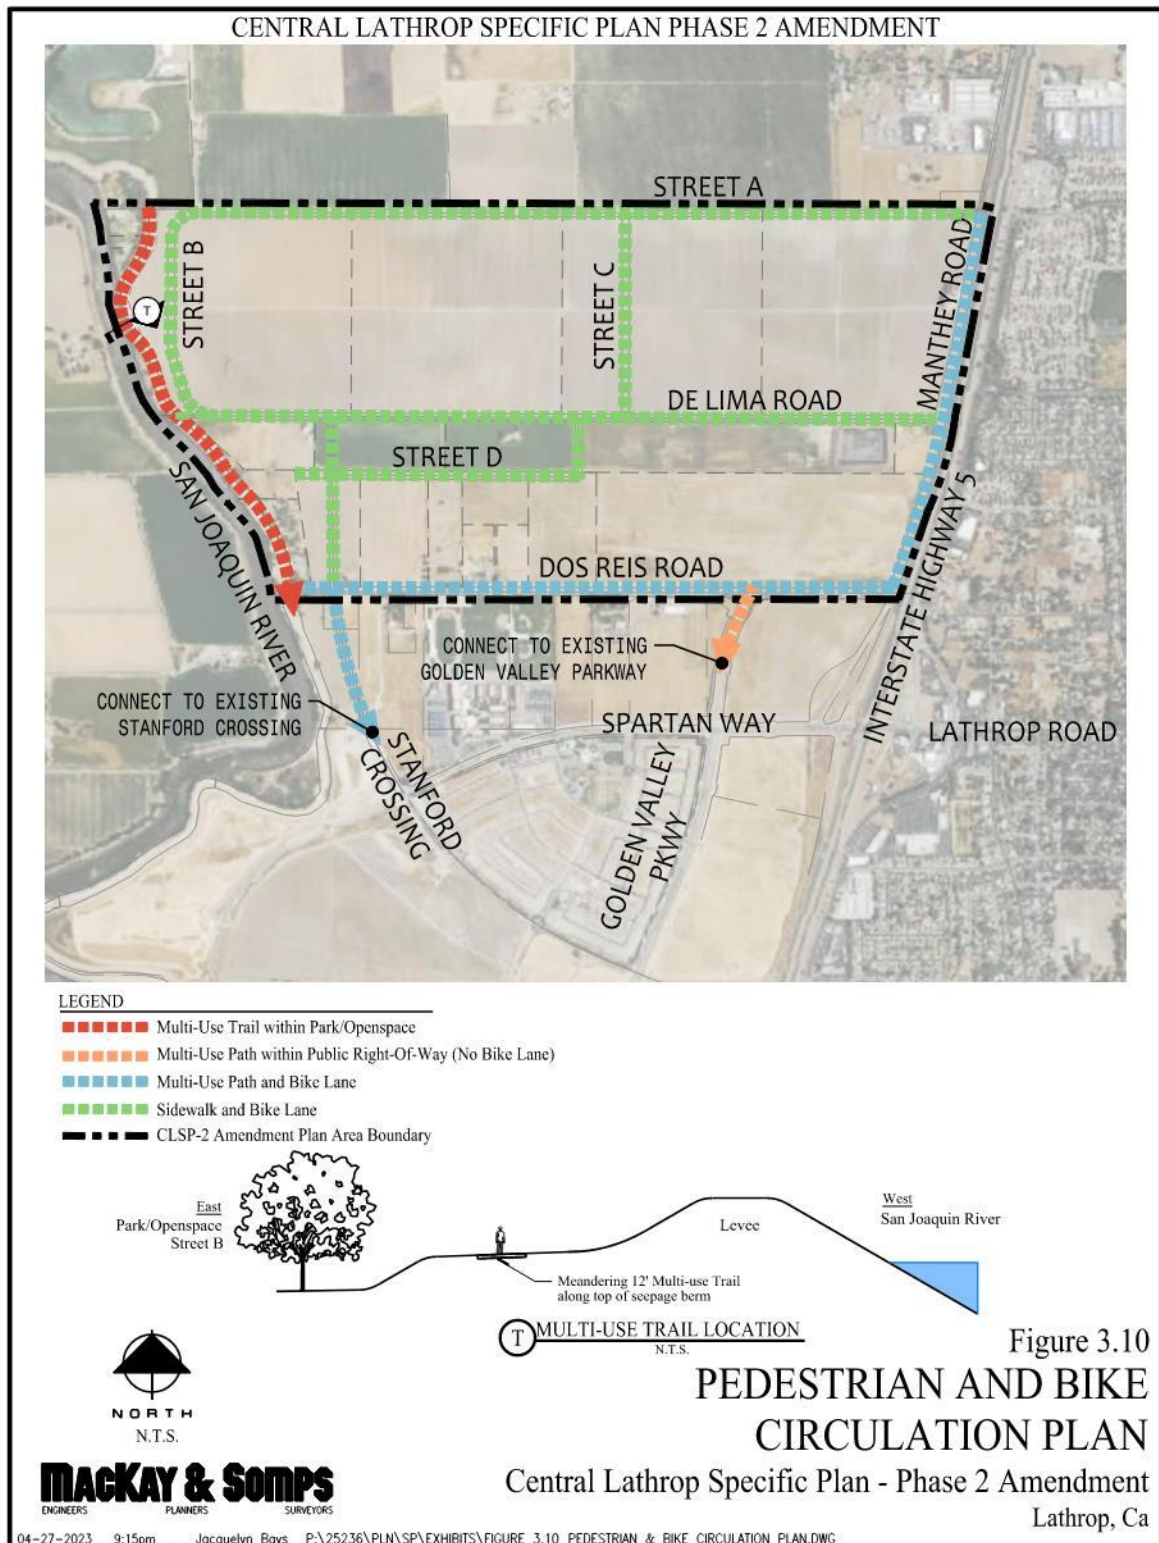 CENTRAL LATHROP SPECIFIC PLAN PHASE 2 AMENDMENT
STREET A
STREET B
STREET C
MANTHEY ROAD
T
DE LIMA ROAD
STREET D
SAN JOAQUIN RIVER
DOS REIS ROAD
INTERSTATE HIGHWAY 5
CONNECT TO EXISTING
GOLDEN VALLEY PARKWAY
CONNECT TO EXISTING
STANFORD CROSSING
SPARTAN WAY
LATHROP ROAD
STANFORD
CROSSING
GOLDEN VALLEY
PKWY
LEGEND
Multi-Use Trail within Park/Openspace
Multi-Use Path within Public Right-Of-Way (No Bike Lane)
Multi-Use Path and Bike Lane
Sidewalk and Bike Lane
CLSP-2 Amendment Plan Area Boundary
East
Park/Openspace
Street B
Levee
West
San Joaquin River
Meandering 12' Multi-use Trail
along top of seepage berm
T MULTI-USE TRAIL LOCATION
N.T.S.
NORTH
N.T.S.
Figure 3.10
PEDESTRIAN AND BIKE
CIRCULATION PLAN
Central Lathrop Specific Plan - Phase 2 Amendment
Lathrop, Ca
MACKAY & SOMPS
ENGINEERS PLANNERS SURVEYORS
04-27-2023 9:15pm Jacquelyn Bays P:\25236\PLN\SP\EXHIBITS\FIGURE 3.10 PEDESTRIAN & BIKE CIRCULATION PLAN.DWG